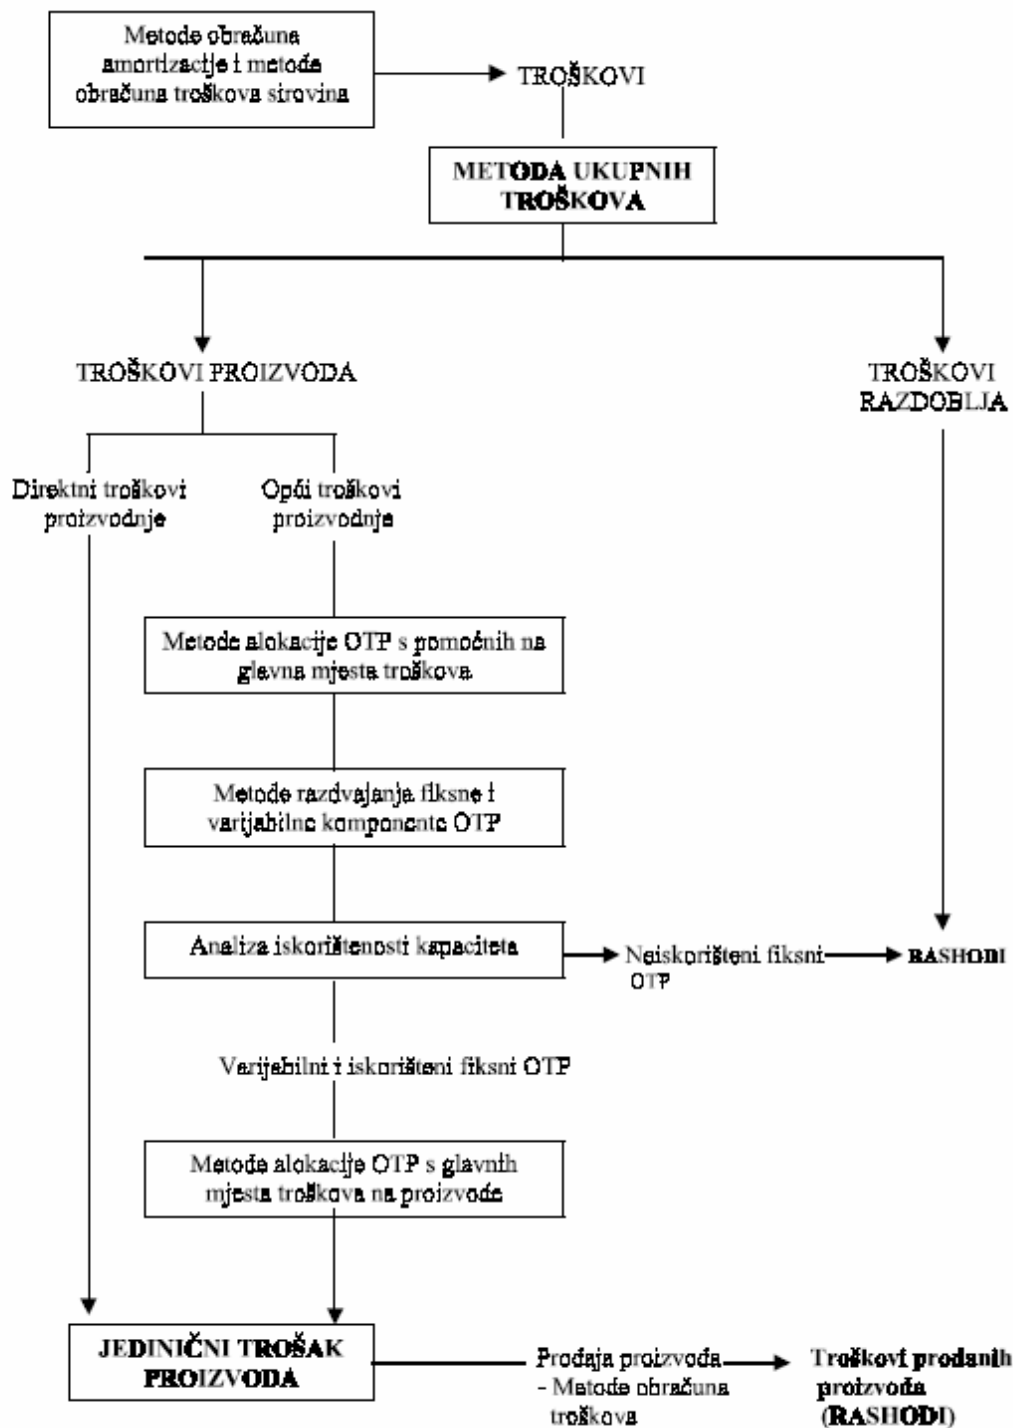 Metode obračuna
amortizacije i metode
obračuna troškova sirovina
TROŠKOVI
METODA UKUPNIH
TROŠKOVA
TROŠKOVI PROIZVODA
TROŠKOVI
RAZDOBLJA
Direktni troškovi
proizvodnje
Opći troškovi
proizvodnje
Metode alokacije OTP s pomoćnih na
glavna mjesta troškova
Metode razdvajanja fiksne i
varijabilne komponente OTP
Analiza iskorištenosti kapaciteta
Neiskorišteni fiksni
OTP
RASHODI
Varijabilni i iskorišteni fiksni OTP
Metode alokacije OTP s glavnih
mjesta troškova na proizvode
JEDINIČNI TROŠAK
PROIZVODA
Prodaja proizvoda
- Metode obračuna
troškova
Troškovi prodanih
proizvoda
(RASHODI)